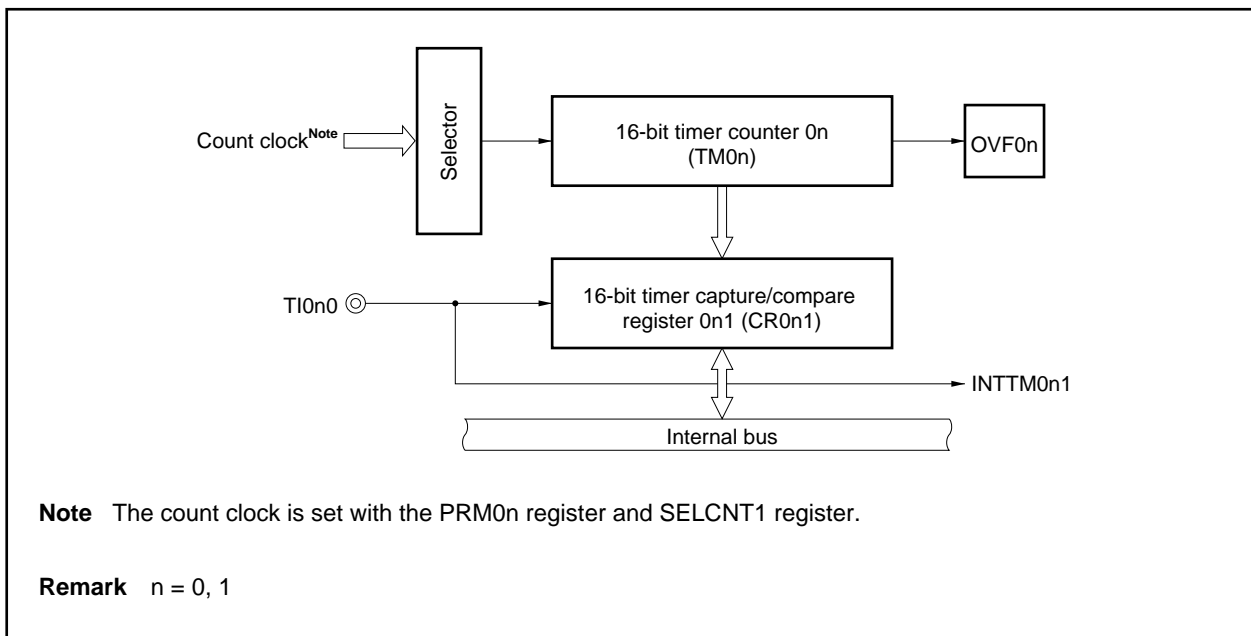 Count clockNote
Selector
16-bit timer counter 0n
(TM0n)
OVF0n
TI0n0
16-bit timer capture/compare
register 0n1 (CR0n1)
INTTM0n1
Internal bus
Note The count clock is set with the PRM0n register and SELCNT1 register.
Remark n = 0, 1